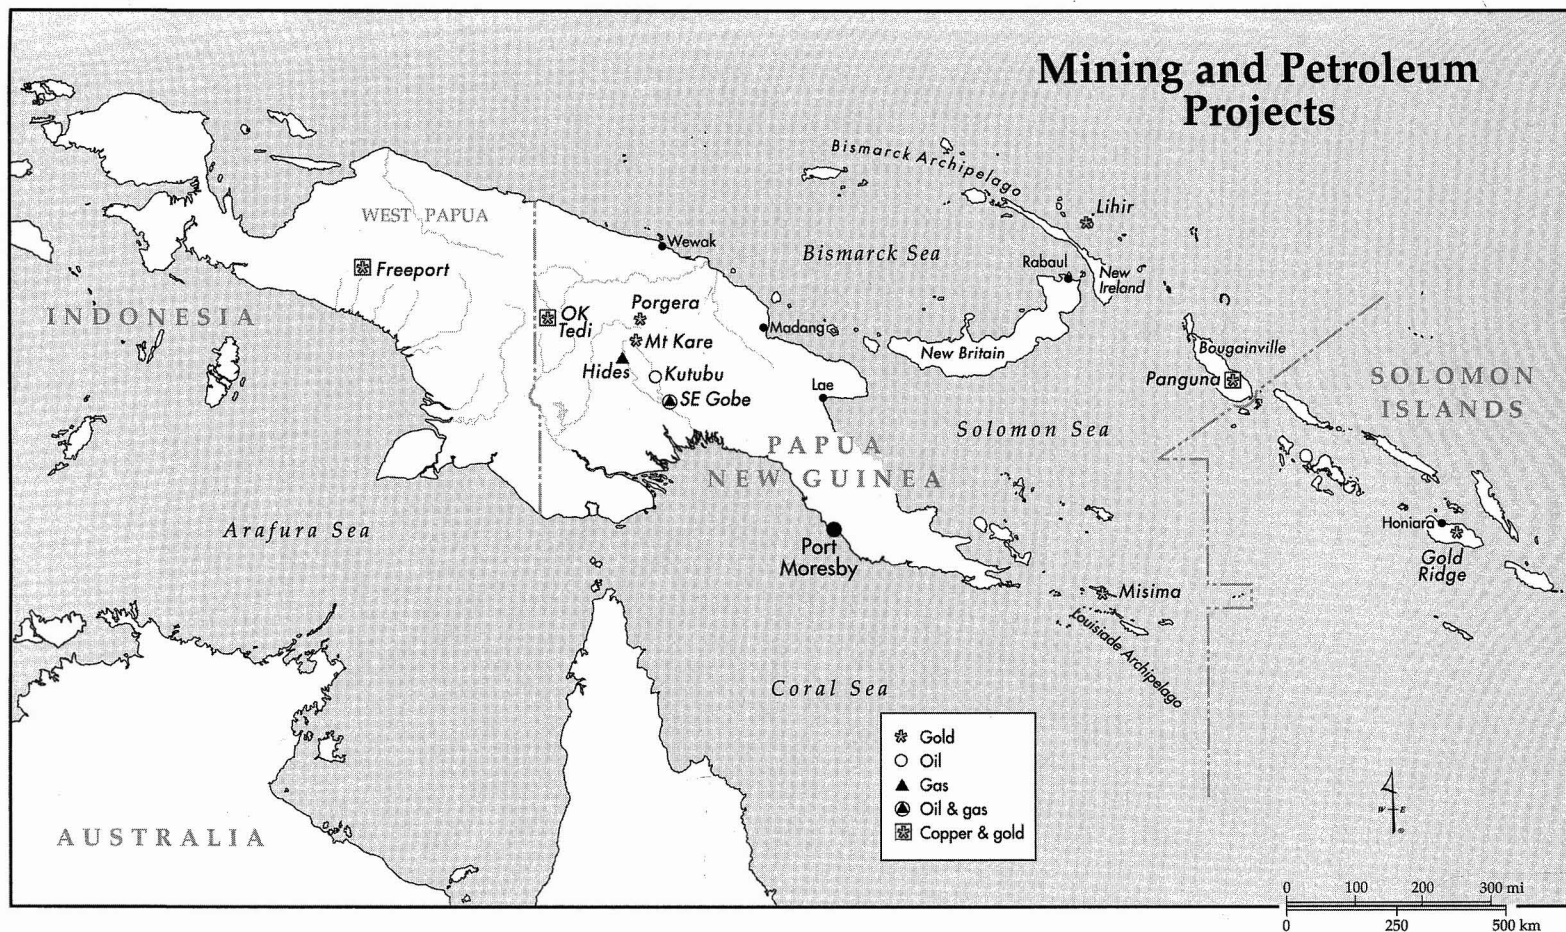 Mining and Petroleum
Projects
Bismarck Archipelago
Lihir
WEST PAPUA
Wewak
Bismarck Sea
Rabaul
New
Ireland
Freeport
INDONESIA
OK
Tedi
Porgera
Mt Kare
Hides
Kutubu
SE Gobe
Madang
New Britain
Lae
Bougainville
Panguna
SOLOMON
ISLANDS
Solomon Sea
PAPUA
NEW GUINEA
Arafura Sea
Port
Moresby
Honiara
Gold
Ridge
Misima
Louisiade Archipelago
Coral Sea
AUSTRALIA
Gold
Oil
Gas
Oil & gas
Copper & gold
W E
0 100 200 300 mi
0 250 500 km